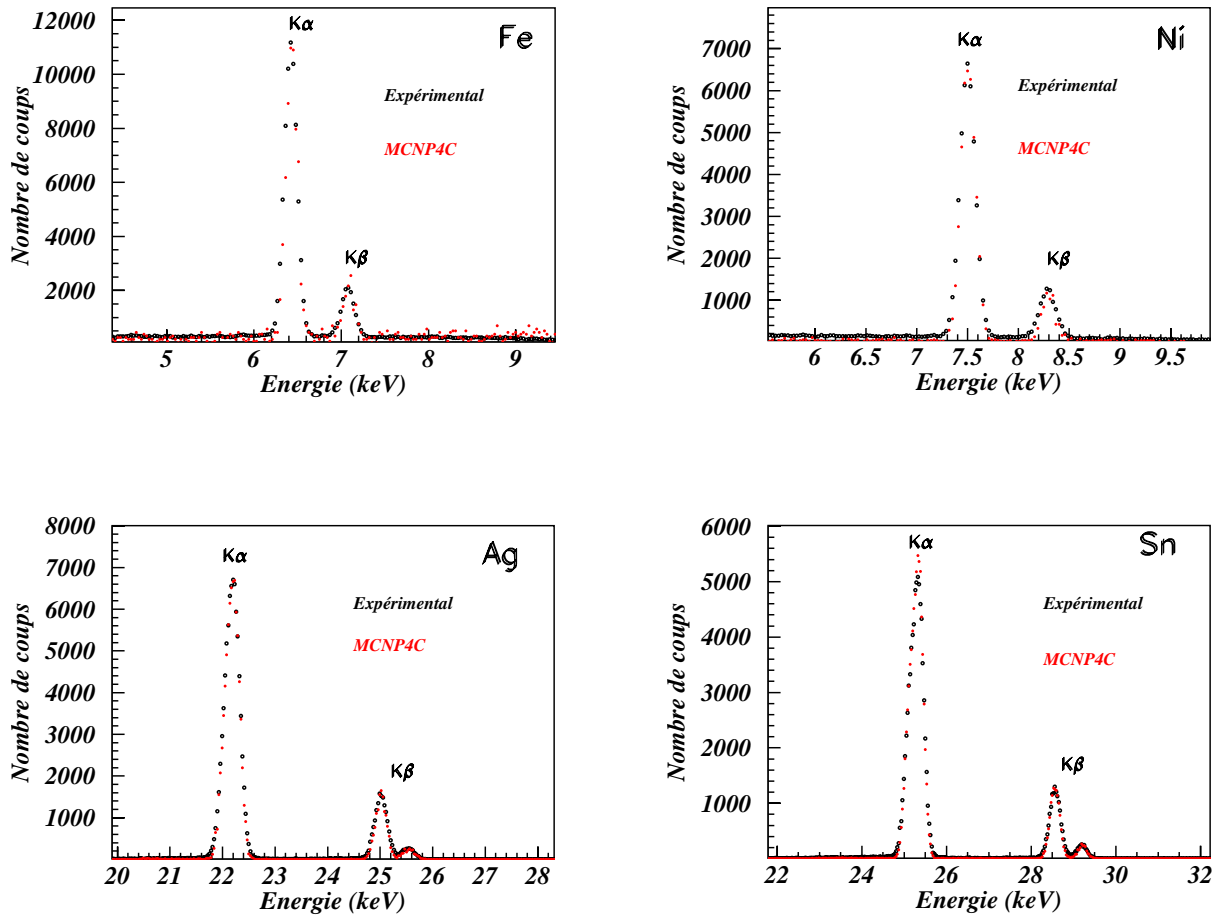 Fe
Kα
Kβ
Expérimental
MCNP4C
Nombre de coups
12000
10000
8000
6000
4000
2000
5 6 7 8 9
Energie (keV)
Ni
Kα
Kβ
Expérimental
MCNP4C
Nombre de coups
7000
6000
5000
4000
3000
2000
1000
6 6.5 7 7.5 8 8.5 9 9.5
Energie (keV)
Ag
Kα
Kβ
Expérimental
MCNP4C
Nombre de coups
8000
7000
6000
5000
4000
3000
2000
1000
20 21 22 23 24 25 26 27 28
Energie (keV)
Sn
Kα
Kβ
Expérimental
MCNP4C
Nombre de coups
6000
5000
4000
3000
2000
1000
22 24 26 28 30 32
Energie (keV)